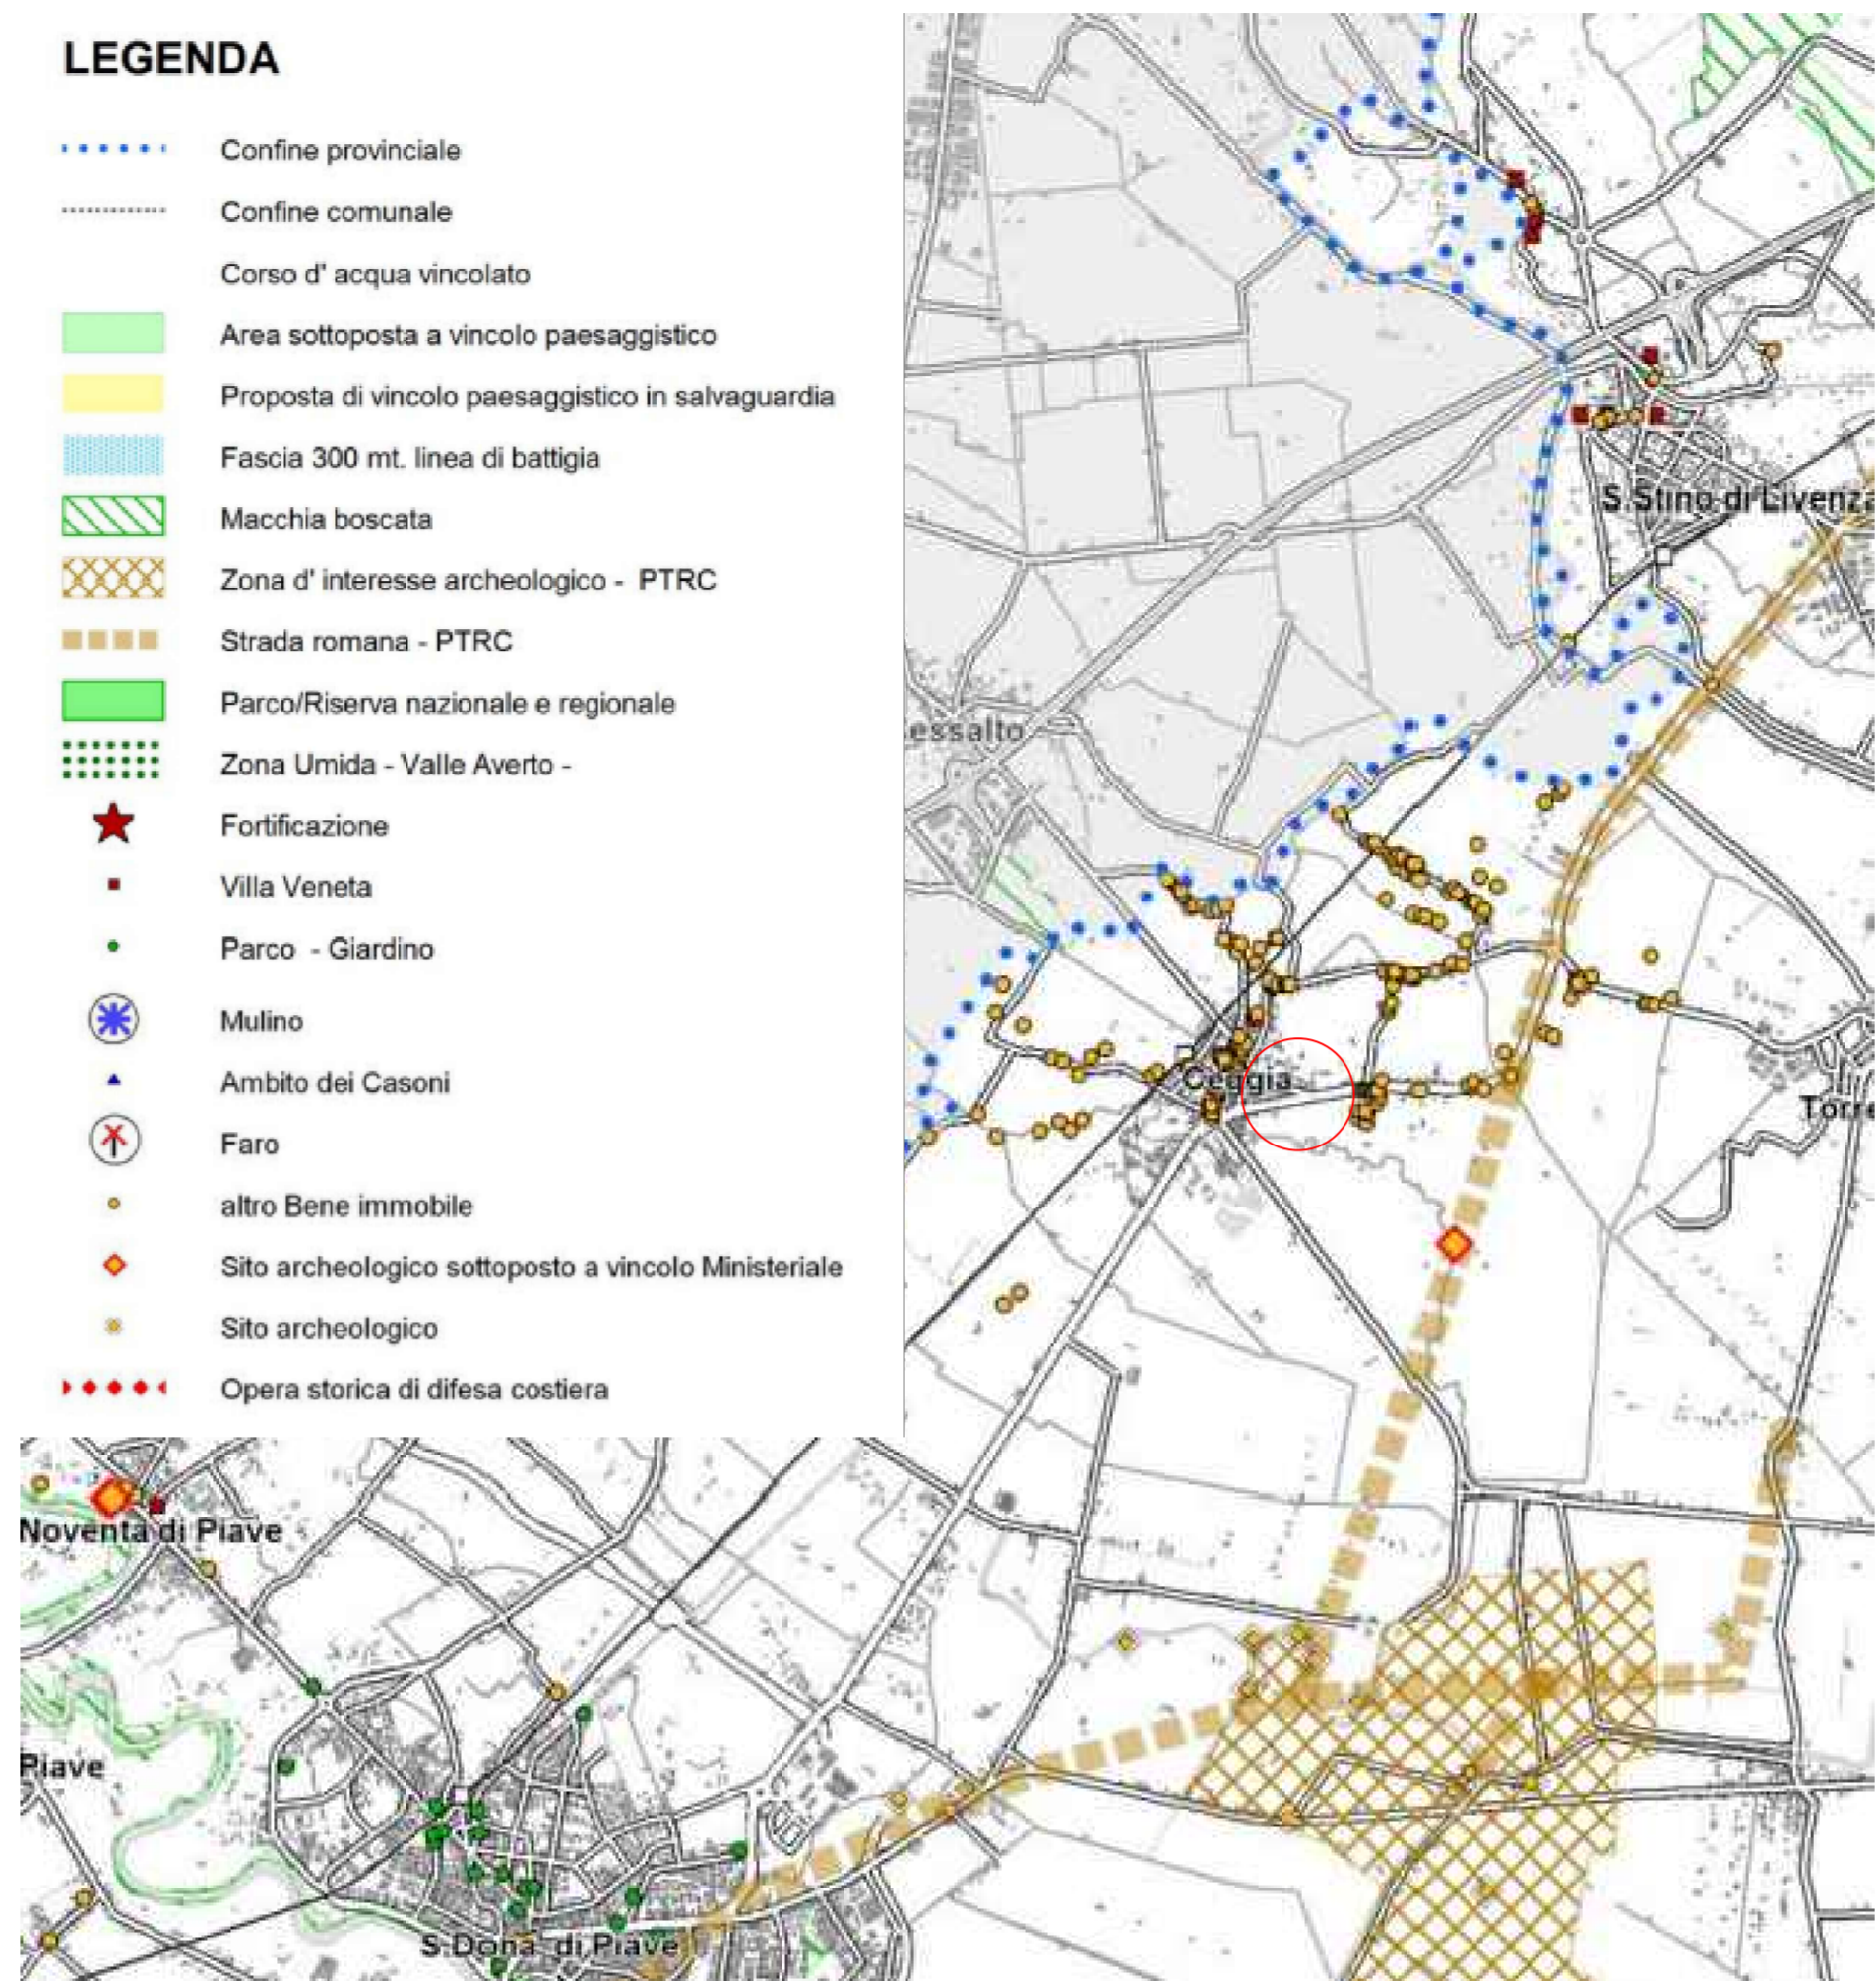 LEGENDA
Confine provinciale
Confine comunale
Corso d' acqua vincolato
Area sottoposta a vincolo paesaggistico
Proposta di vincolo paesaggistico in salvaguardia
Fascia 300 mt. linea di battigia
Macchia boscata
Zona d' interesse archeologico - PTRC
Strada romana - PTRC
Parco/Riserva nazionale e regionale
Zona Umida - Valle Averto -
Fortificazione
Villa Veneta
Parco - Giardino
Mulino
Ambito dei Casoni
Faro
altro Bene immobile
Sito archeologico sottoposto a vincolo Ministeriale
Sito archeologico
Opera storica di difesa costiera
S.Stino di Livenz
essalto
Ceggia
Torre
Noventa di Piave
Piave
S.Dona di Piave